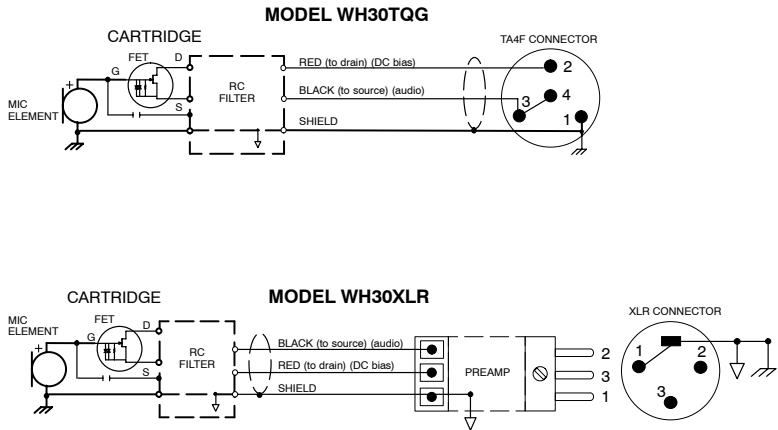 MODEL WH30TQG
CARTRIDGE
TA4F CONNECTOR
FET
D
G
S
+
MIC
ELEMENT
RC
FILTER
RED (to drain) (DC bias)
BLACK (to source) (audio)
SHIELD
2
4
3
1
CARTRIDGE
MODEL WH30XLR
XLR CONNECTOR
MIC
ELEMENT
FET
D
G
S
+
RC
FILTER
BLACK (to source) (audio)
RED (to drain) (DC bias)
SHIELD
PREAMP
2
3
1
1
2
3